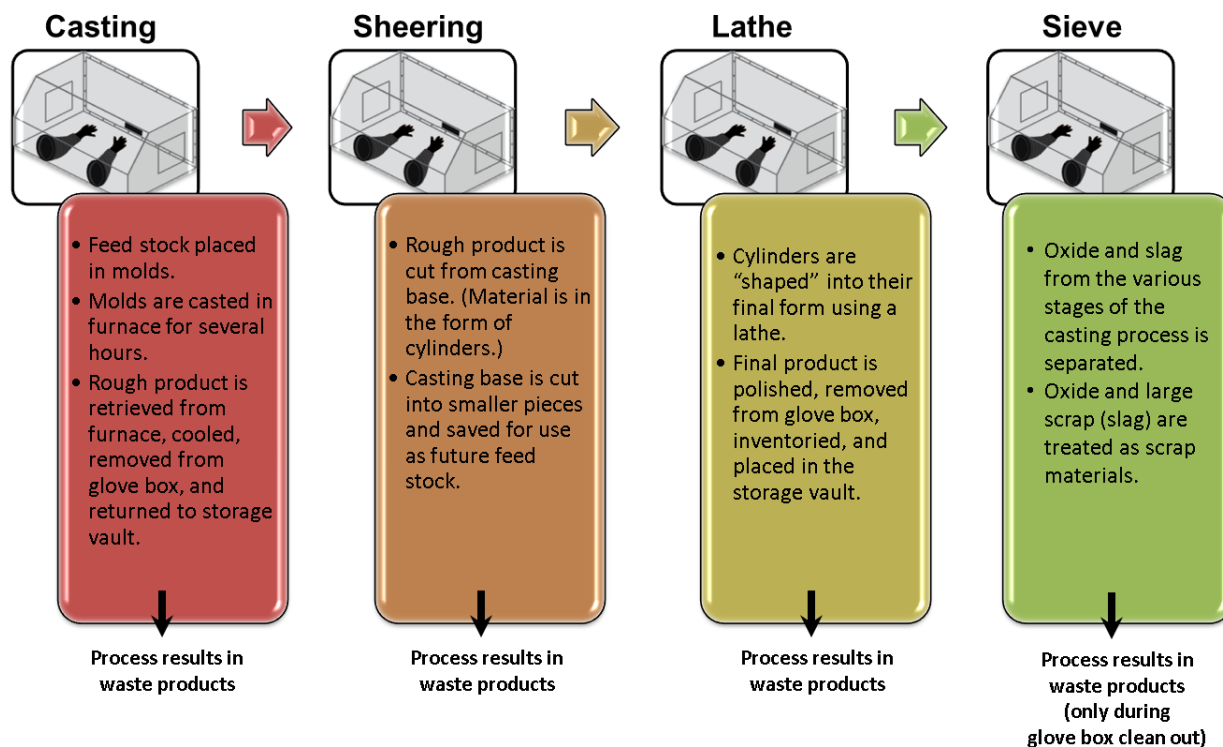 Casting
Sheering
Lathe
Sieve
• Feed stock placed
in molds.
• Molds are casted in
furnace for several
hours.
• Rough product is
retrieved from
furnace, cooled,
removed from
glove box, and
returned to storage
vault.
• Rough product is
cut from casting
base. (Material is in
the form of
cylinders.)
• Casting base is cut
into smaller pieces
and saved for use
as future feed
stock.
• Cylinders are
“shaped” into their
final form using a
lathe.
• Final product is
polished, removed
from glove box,
inventoried, and
placed in the
storage vault.
• Oxide and slag
from the various
stages of the
casting process is
separated.
• Oxide and large
scrap (slag) are
treated as scrap
materials.
Process results in
waste products
Process results in
waste products
Process results in
waste products
Process results in
waste products
(only during
glove box clean out)